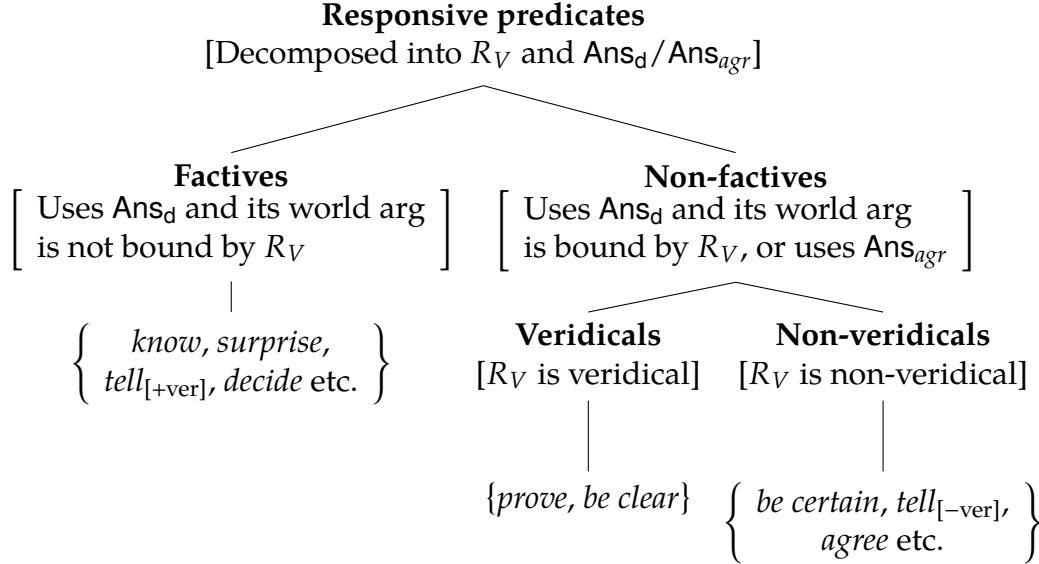 Responsive predicates
[Decomposed into R_V and Ans_d/Ans_agr]
Factives
[Uses Ans_d and its world arg
is not bound by R_V]
Non-factives
[Uses Ans_d and its world arg
is bound by R_V, or uses Ans_agr]
{know, surprise,
tell_[+ver], decide etc.}
Veridicals
[R_V is veridical]
Non-veridicals
[R_V is non-veridical]
{prove, be clear}
{be certain, tell_[−ver],
agree etc.}